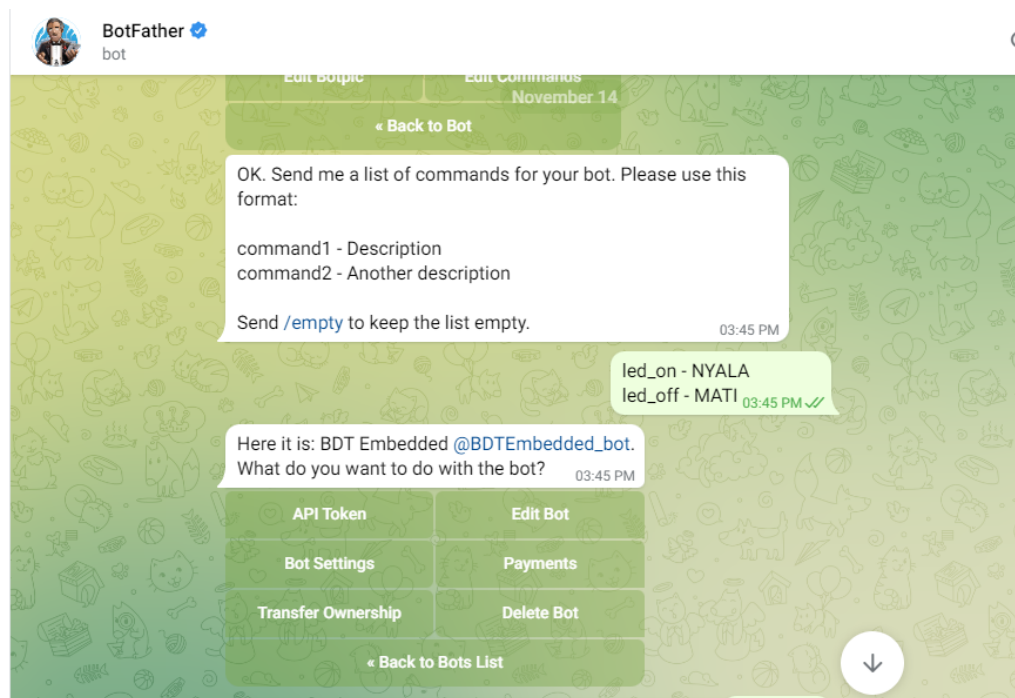 BotFather
bot
Edit Botpic
Edit Commands
November 14
« Back to Bot
OK. Send me a list of commands for your bot. Please use this
format:
command1 - Description
command2 - Another description
Send /empty to keep the list empty.
03:45 PM
led_on - NYALA
led_off - MATI
03:45 PM
Here it is: BDT Embedded @BDTEmbedded_bot.
What do you want to do with the bot?
03:45 PM
API Token
Edit Bot
Bot Settings
Payments
Transfer Ownership
Delete Bot
« Back to Bots List